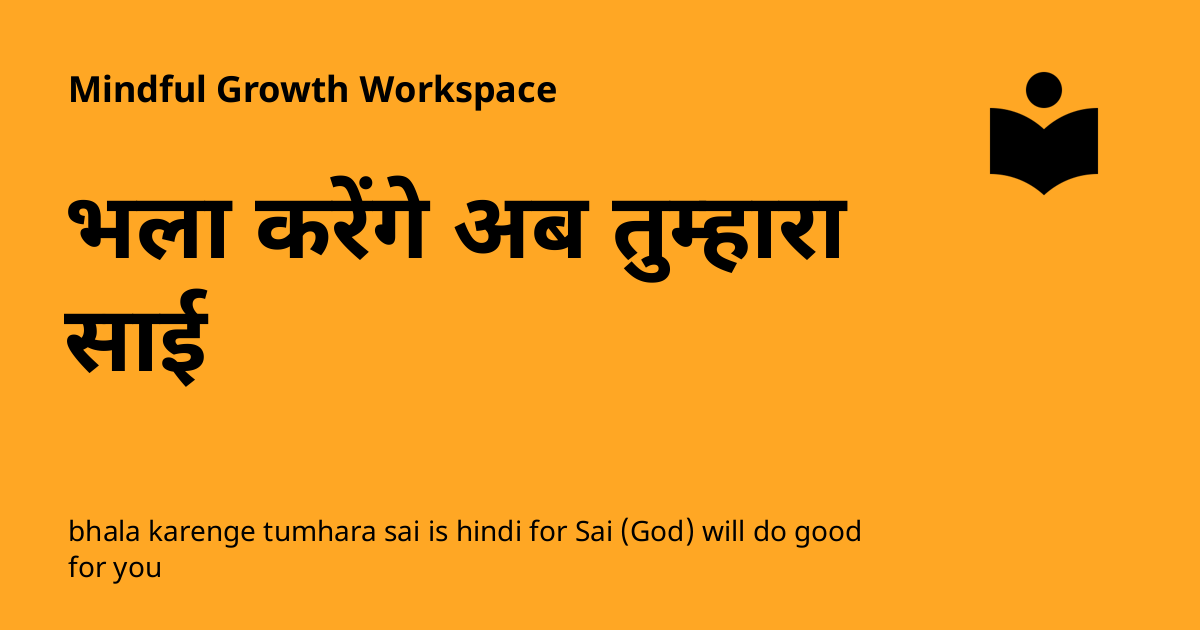 Mindful Growth Workspace
भला करेंगे अब तुम्हारा
साई
bhala karenge tumhara sai is hindi for Sai (God) will do good
for you